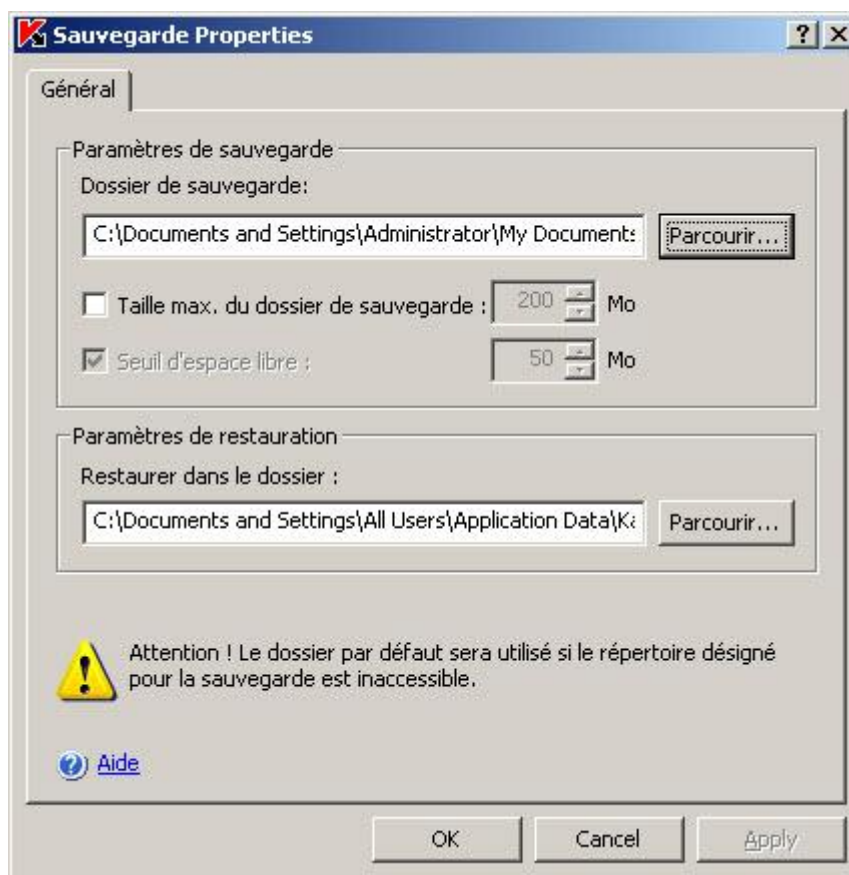 Sauvegarde Properties
Général
Paramètres de sauvegarde
Dossier de sauvegarde:
C:\Documents and Settings\Administrator\My Documents Parcourir...
Taille max. du dossier de sauvegarde : 200 Mo
Seuil d'espace libre : 50 Mo
Paramètres de restauration
Restaurer dans le dossier :
C:\Documents and Settings\All Users\Application Data\Ka Parcourir...
Attention ! Le dossier par défaut sera utilisé si le répertoire désigné
pour la sauvegarde est inaccessible.
Aide
OK Cancel Apply